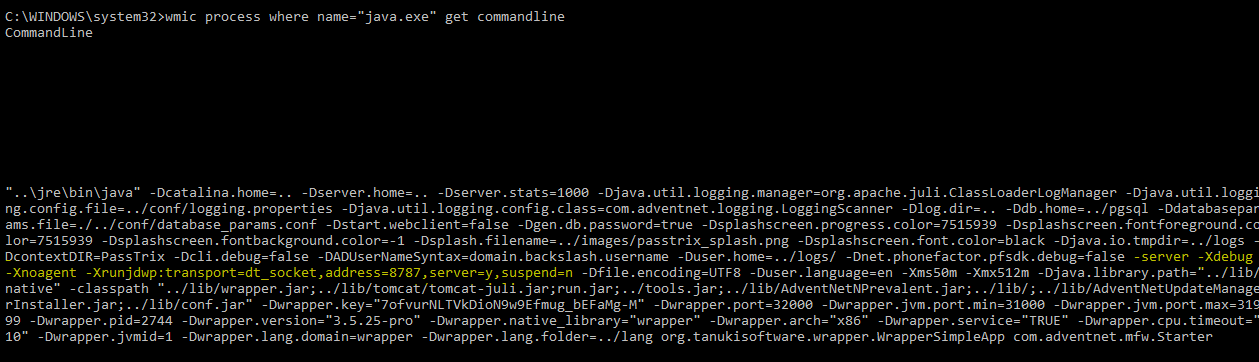 C:\WINDOWS\system32>wmic process where name="java.exe" get commandline
CommandLine
"..\jre\bin\java" -Dcatalina.home=.. -Dserver.home=.. -Dserver.stats=1000 -Djava.util.logging.manager=org.apache.juli.ClassLoaderLogManager -Djava.util.loggi
ng.config.file=../conf/logging.properties -Djava.util.logging.config.class=com.adventnet.logging.LoggingScanner -Dlog.dir=.. -Ddb.home=../pgsql -Ddatabasepar
ams.file=./../conf/database_params.conf -Dstart.webclient=false -Dgen.db.password=true -Dsplashscreen.progress.color=7515939 -Dsplashscreen.fontforeground.co
lor=7515939 -Dsplashscreen.fontbackground.color=-1 -Dsplash.filename=../images/passtrix_splash.png -Dsplashscreen.font.color=black -Djava.io.tmpdir=../logs -
DcontextDIR=PassTrix -Dcli.debug=false -DADUserNameSyntax=domain.backslash.username -Duser.home=../logs/ -Dnet.phonefactor.pfsdk.debug=false -server -Xdebug
-Xnoagent -Xrunjdwp:transport=dt_socket,address=8787,server=y,suspend=n -Dfile.encoding=UTF8 -Duser.language=en -Xms50m -Xmx512m -Djava.library.path="../lib/
native" -classpath "../lib/wrapper.jar;../lib/tomcat/tomcat-juli.jar;run.jar;../tools.jar;../lib/AdventNetNPrevalent.jar;../lib/;../lib/AdventNetUpdateManage
rInstaller.jar;../lib/conf.jar" -Dwrapper.key="7ofvurNLTVkDioN9w9Efmug_bEFaMg-M" -Dwrapper.port=32000 -Dwrapper.jvm.port.min=31000 -Dwrapper.jvm.port.max=319
99 -Dwrapper.pid=2744 -Dwrapper.version="3.5.25-pro" -Dwrapper.native_library="wrapper" -Dwrapper.arch="x86" -Dwrapper.service="TRUE" -Dwrapper.cpu.timeout="
10" -Dwrapper.jvmid=1 -Dwrapper.lang.domain=wrapper -Dwrapper.lang.folder=../lang org.tanukisoftware.wrapper.WrapperSimpleApp com.adventnet.mfw.Starter